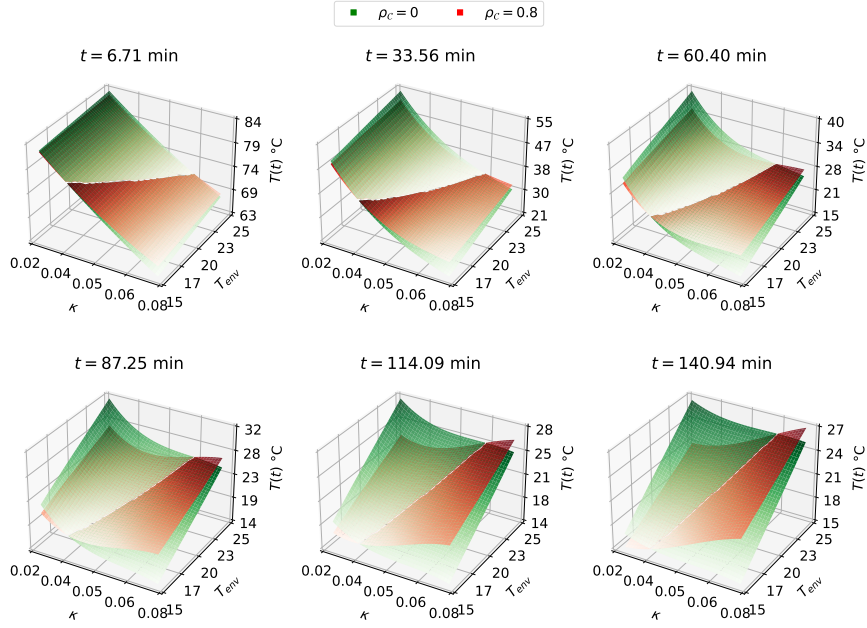 ρ_C = 0 ρ_C = 0.8
t = 6.71 min t = 33.56 min t = 60.40 min
84 79 74 69 63
T(t) °C
0.02 0.04 0.05 0.06 0.08
κ
15 17 20 23 25
T_env
55 47 38 30 21
T(t) °C
0.02 0.04 0.05 0.06 0.08
κ
15 17 20 23 25
T_env
40 34 28 21 15
T(t) °C
0.02 0.04 0.05 0.06 0.08
κ
15 17 20 23 25
T_env
t = 87.25 min t = 114.09 min t = 140.94 min
32 28 23 19 14
T(t) °C
0.02 0.04 0.05 0.06 0.08
κ
15 17 20 23 25
T_env
28 25 21 18 14
T(t) °C
0.02 0.04 0.05 0.06 0.08
κ
15 17 20 23 25
T_env
27 24 21 18 15
T(t) °C
0.02 0.04 0.05 0.06 0.08
κ
15 17 20 23 25
T_env